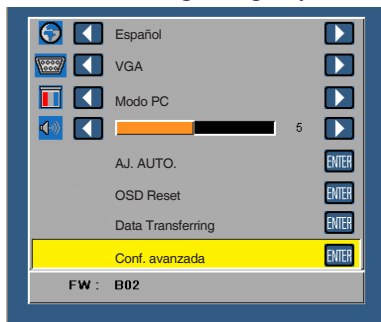 Español
VGA
Modo PC
5
AJ. AUTO. ENTER
OSD Reset ENTER
Data Transferring ENTER
Conf. avanzada ENTER
FW : B02